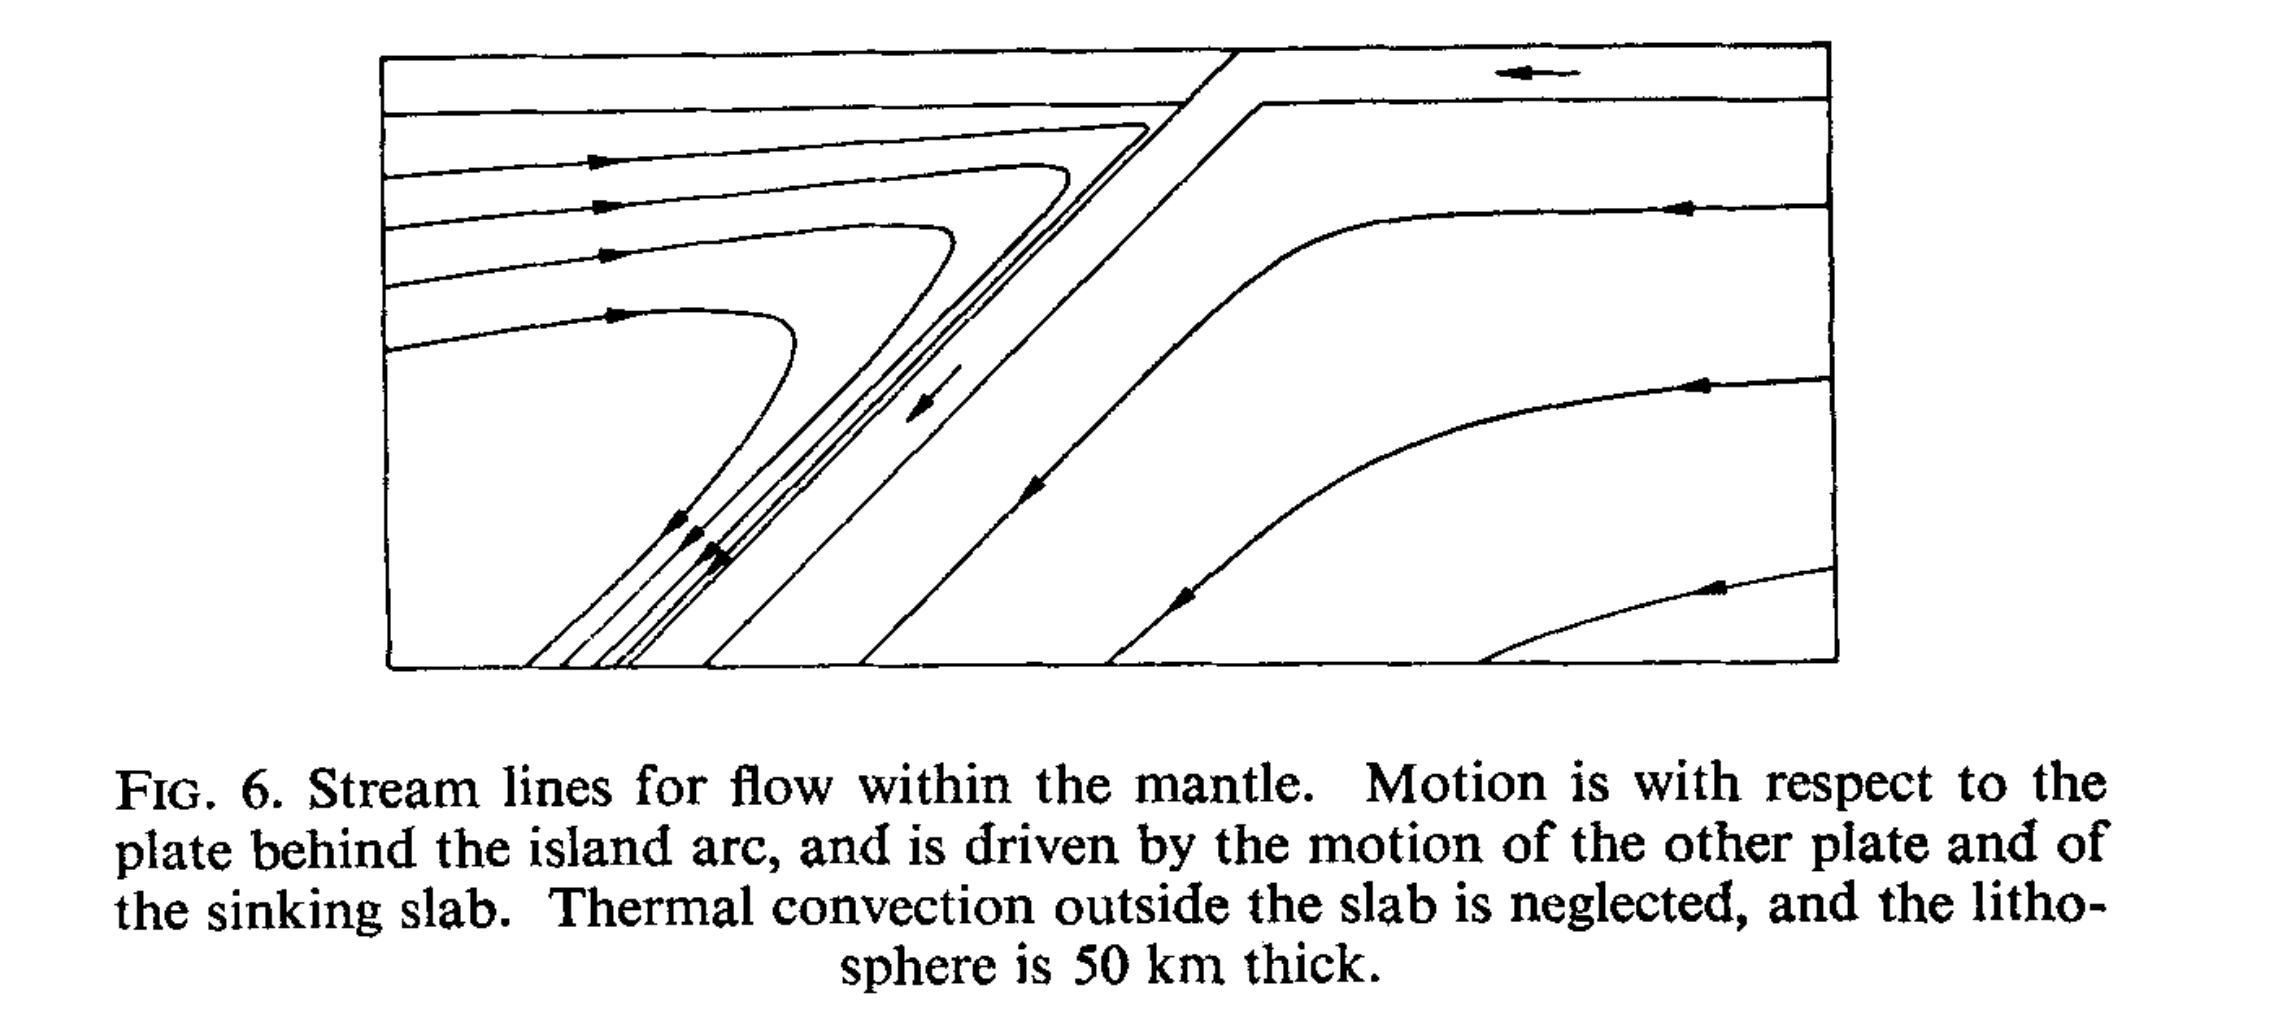 FIG. 6. Stream lines for flow within the mantle. Motion is with respect to the
plate behind the island arc, and is driven by the motion of the other plate and of
the sinking slab. Thermal convection outside the slab is neglected, and the litho-
sphere is 50 km thick.